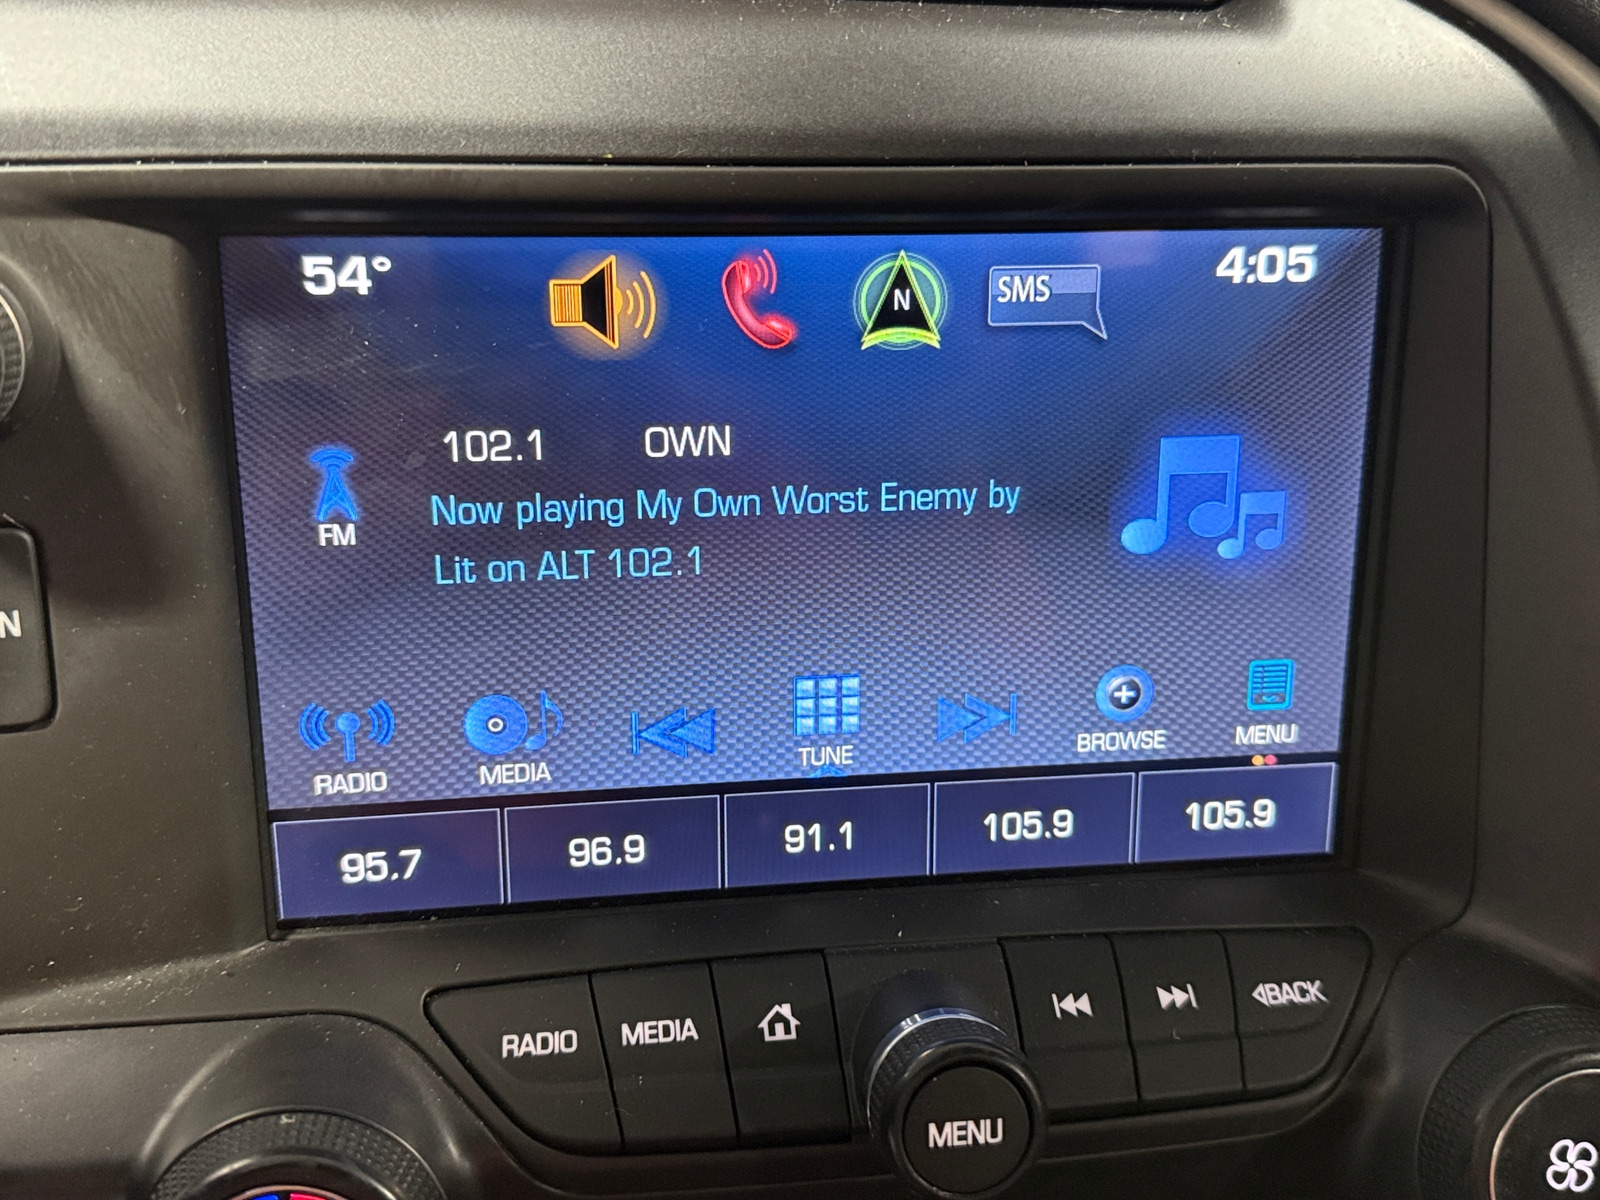 54°
N
SMS
4:05
102.1 OWN
FM
Now playing My Own Worst Enemy by
Lit on ALT 102.1
RADIO
MEDIA
TUNE
BROWSE
MENU
95.7
96.9
91.1
105.9
105.9
N
RADIO
MEDIA
BACK
MENU